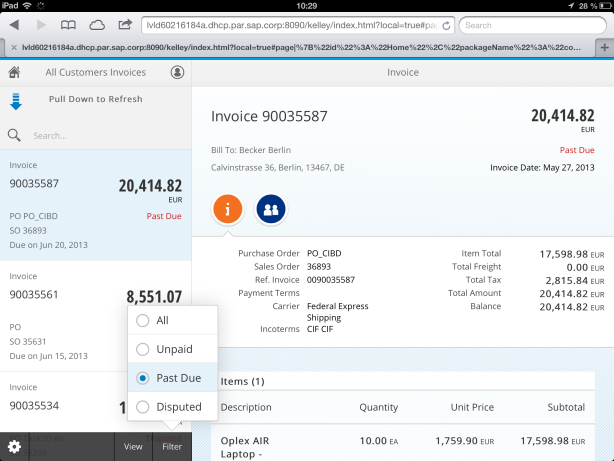 iPad
10:29
28 %
lvld60216184a.dhcp.par.sap.corp:8090/kelley/index.html?local=true#pag
Search
lvld60216184a.dhcp.par.sap.corp:8090/kelley/index.html?local=true#page|%7B%22id%22%3A%22Home%22%2C%22packageName%22%3A%22co...
All Customers Invoices
Invoice
Pull Down to Refresh
Search...
Invoice
90035587
20,414.82
EUR
PO PO_CIBD
Past Due
SO 36893
Due on Jun 20, 2013
Invoice
90035561
8,551.07
PO
SO 35631
Due on Jun 15, 2013
Invoice
90035534
All
Unpaid
Past Due
Disputed
View
Filter
Invoice 90035587
20,414.82
EUR
Bill To: Becker Berlin
Past Due
Calvinstrasse 36, Berlin, 13467, DE
Invoice Date: May 27, 2013
Purchase Order PO_CIBD
Item Total 17,598.98 EUR
Sales Order 36893
Total Freight 0.00 EUR
Ref. Invoice 0090035587
Total Tax 2,815.84 EUR
Payment Terms
Total Amount 20,414.82 EUR
Carrier Federal Express
Shipping
Balance 20,414.82 EUR
Incoterms CIF CIF
Items (1)
Description Quantity Unit Price Subtotal
Oplex AIR 10.00 EA 1,759.90 EUR 17,598.98 EUR
Laptop -